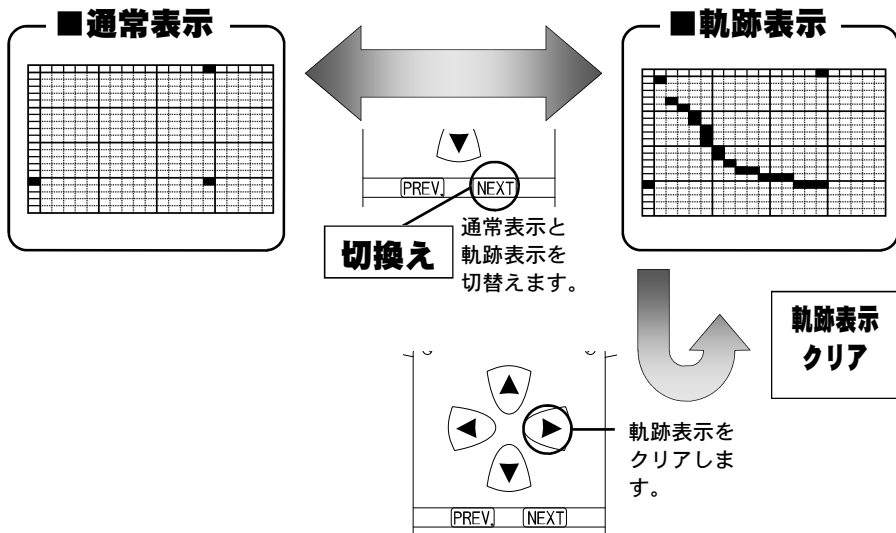 ■通常表示
■軌跡表示
▼
PREV. NEXT
切換え
通常表示と
軌跡表示を
切替えます。
軌跡表示
クリア
▲
◀ ▶
▼
軌跡表示を
クリアしま
す。
PREV. NEXT